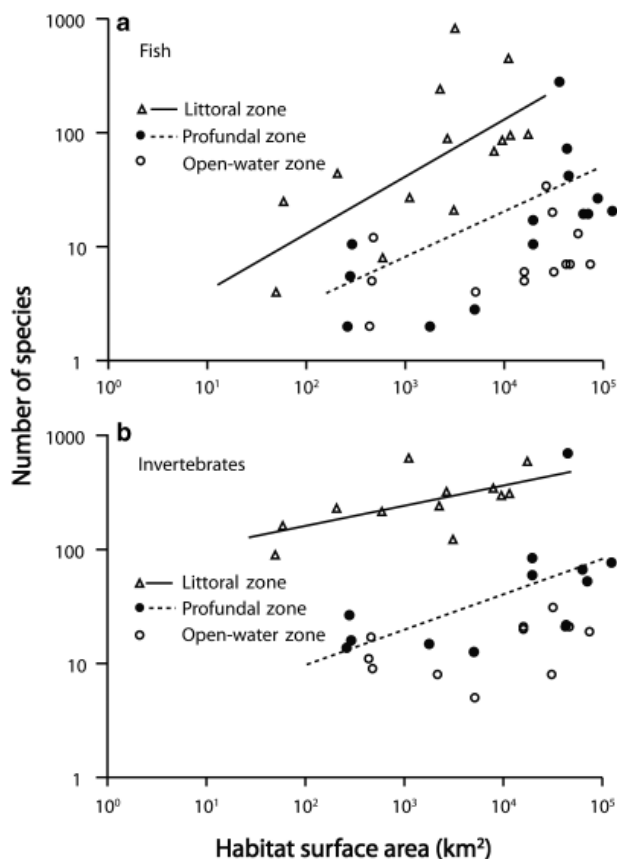 1000
a
Fish
Littoral zone
100
Profundal zone
Open-water zone
10
1
10⁰ 10¹ 10² 10³ 10⁴ 10⁵
Number of species
1000
b
Invertebrates
100
Littoral zone
Profundal zone
Open-water zone
10
1
10⁰ 10¹ 10² 10³ 10⁴ 10⁵
Habitat surface area (km²)